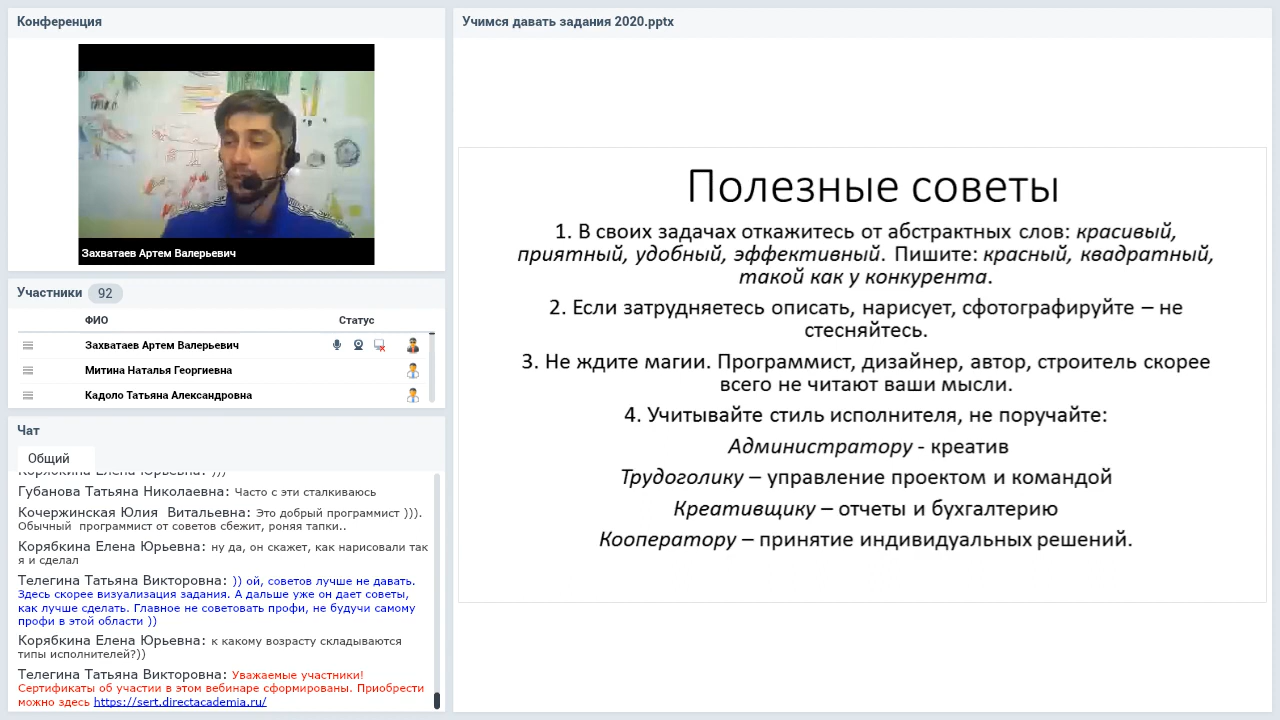 Конференция
Захватаев Артем Валерьевич
Участники 92
ФИО Статус
Захватаев Артем Валерьевич
Митина Наталья Георгиевна
Кадоло Татьяна Александровна
Чат
Общий
Корябкина Елена Юрьевна: )))
Губанова Татьяна Николаевна: Часто с эти сталкиваюсь
Кочержинская Юлия Витальевна: Это добрый программист ))).
Обычный программист от советов сбежит, роняя тапки..
Корябкина Елена Юрьевна: ну да, он скажет, как нарисовали так
я и сделал
Телегина Татьяна Викторовна: )) ой, советов лучше не давать.
Здесь скорее визуализация задания. А дальше уже он дает советы,
как лучше сделать. Главное не советовать профи, не будучи самому
профи в этой области ))
Корябкина Елена Юрьевна: к какому возрасту складываются
типы исполнителей?))
Телегина Татьяна Викторовна: Уважаемые участники!
Сертификаты об участии в этом вебинаре сформированы. Приобрести
можно здесь https://sert.directacademia.ru/
Учимся давать задания 2020.pptx
Полезные советы
1. В своих задачах откажитесь от абстрактных слов: красивый,
приятный, удобный, эффективный. Пишите: красный, квадратный,
такой как у конкурента.
2. Если затрудняетесь описать, нарисует, сфотографируйте – не
стесняйтесь.
3. Не ждите магии. Программист, дизайнер, автор, строитель скорее
всего не читают ваши мысли.
4. Учитывайте стиль исполнителя, не поручайте:
Администратору - креатив
Трудоголику – управление проектом и командой
Креативщику – отчеты и бухгалтерию
Кооператору – принятие индивидуальных решений.